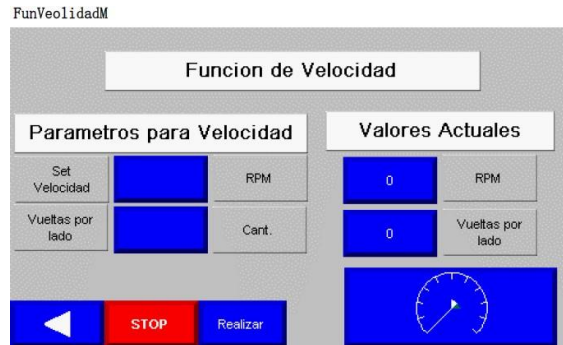 FunVeolidadM
Funcion de Velocidad
Parametros para Velocidad
Set
Velocidad
RPM
Vueltas por
lado
Cant.
Valores Actuales
0
RPM
0
Vueltas por
lado
STOP
Realizar